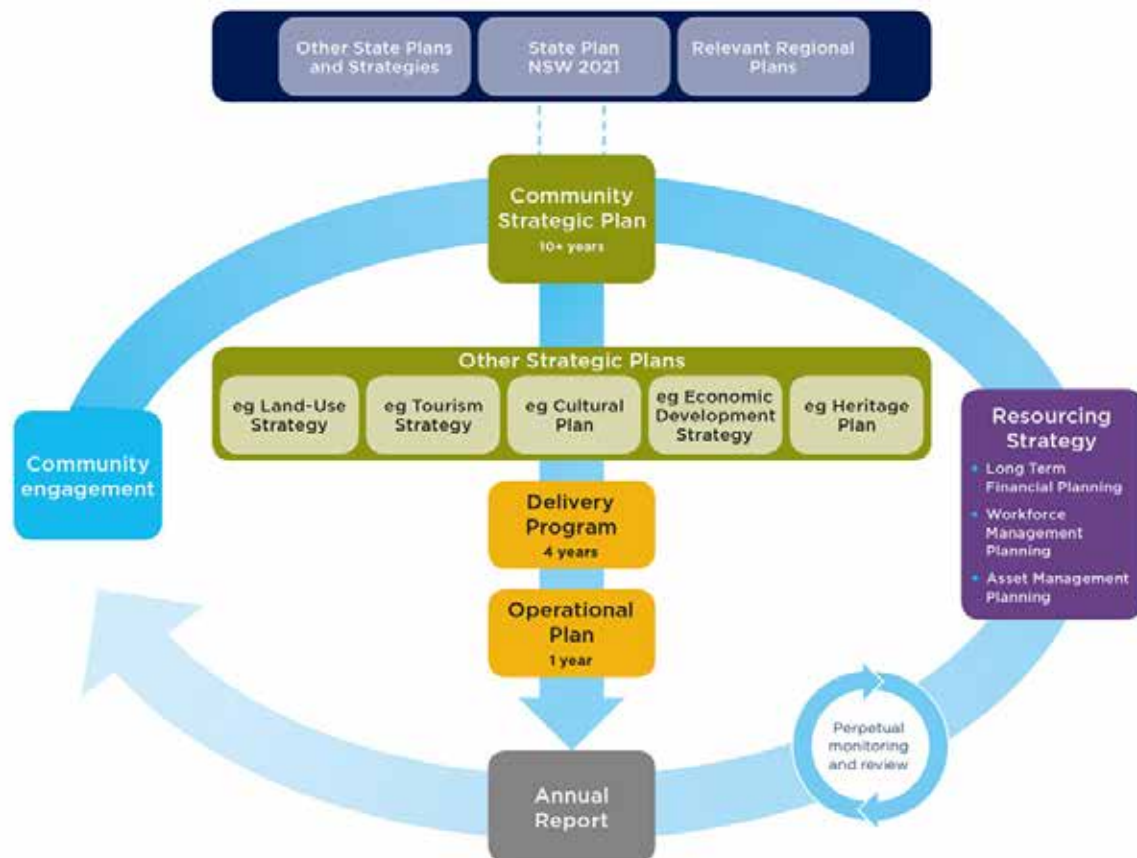 Other State Plans
and Strategies
State Plan
NSW 2021
Relevant Regional
Plans
Community
Strategic Plan
10+ years
Other Strategic Plans
eg Land-Use
Strategy
eg Tourism
Strategy
eg Cultural
Plan
eg Economic
Development
Strategy
eg Heritage
Plan
Community
engagement
Resourcing
Strategy
• Long Term
Financial Planning
• Workforce
Management
Planning
• Asset Management
Planning
Delivery
Program
4 years
Operational
Plan
1 year
Perpetual
monitoring
and review
Annual
Report